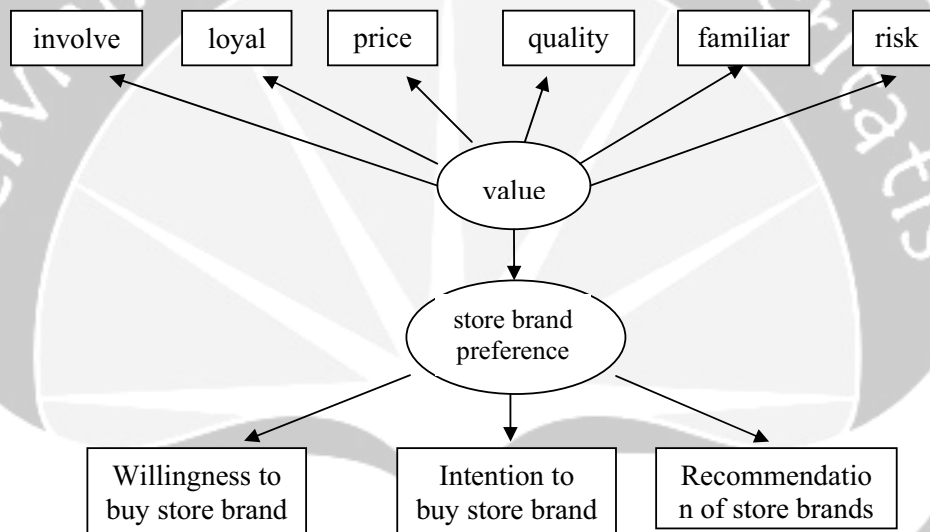 involve
loyal
price
quality
familiar
risk
value
store brand
preference
Willingness to
buy store brand
Intention to
buy store brand
Recommendatio
n of store brands